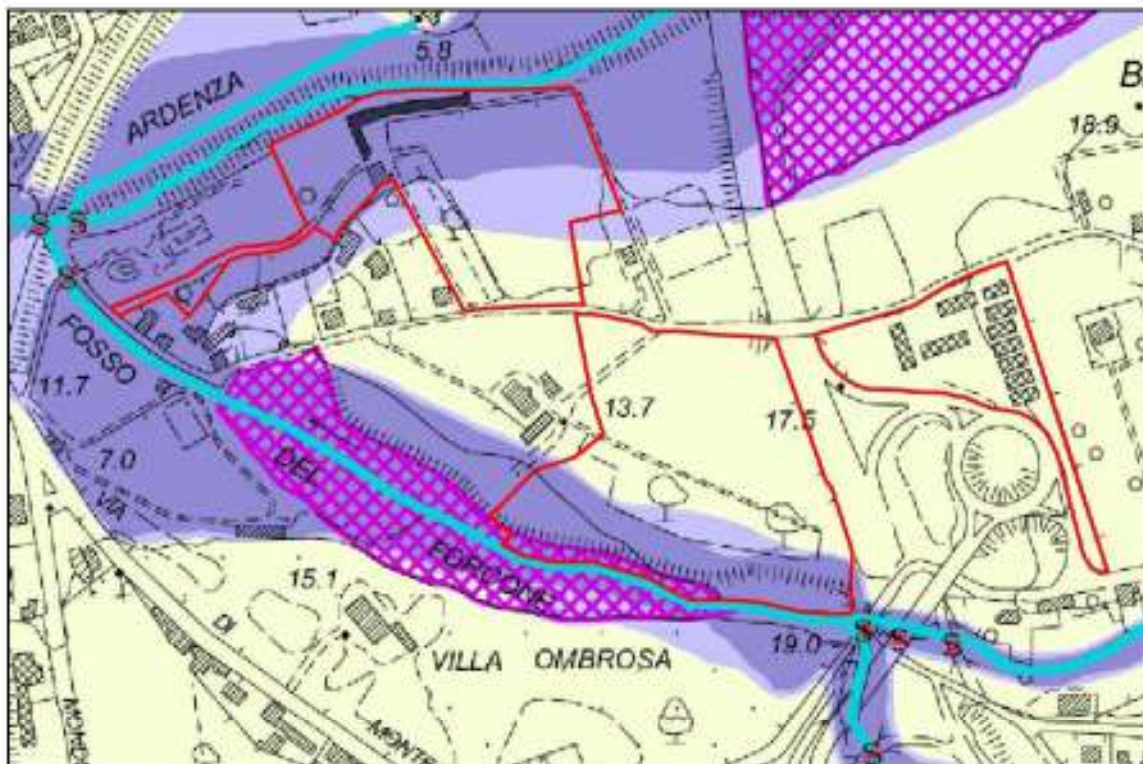 5.8
ARDENZA
B
18.9
S S
S
FOSSO
11.7
13.7
17.5
7.0
DEL
VIA
FORCONE
15.1
DI
19.0
S
S
S
VILLA OMBROSA
MONTE
S